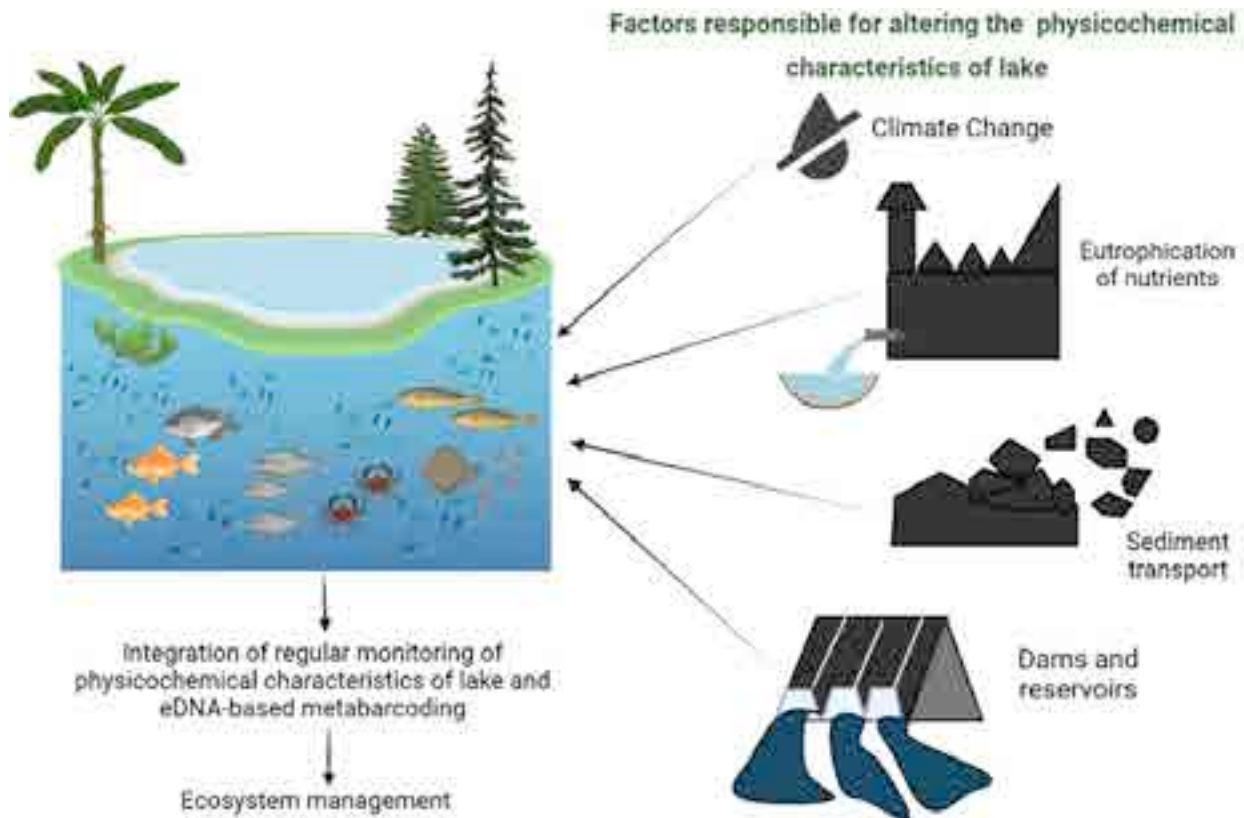 Factors responsible for altering the physicochemical
characteristics of lake
Climate Change
Eutrophication
of nutrients
Sediment
transport
Dams and
reservoirs
Integration of regular monitoring of
physicochemical characteristics of lake and
eDNA-based metabarcoding
Ecosystem management